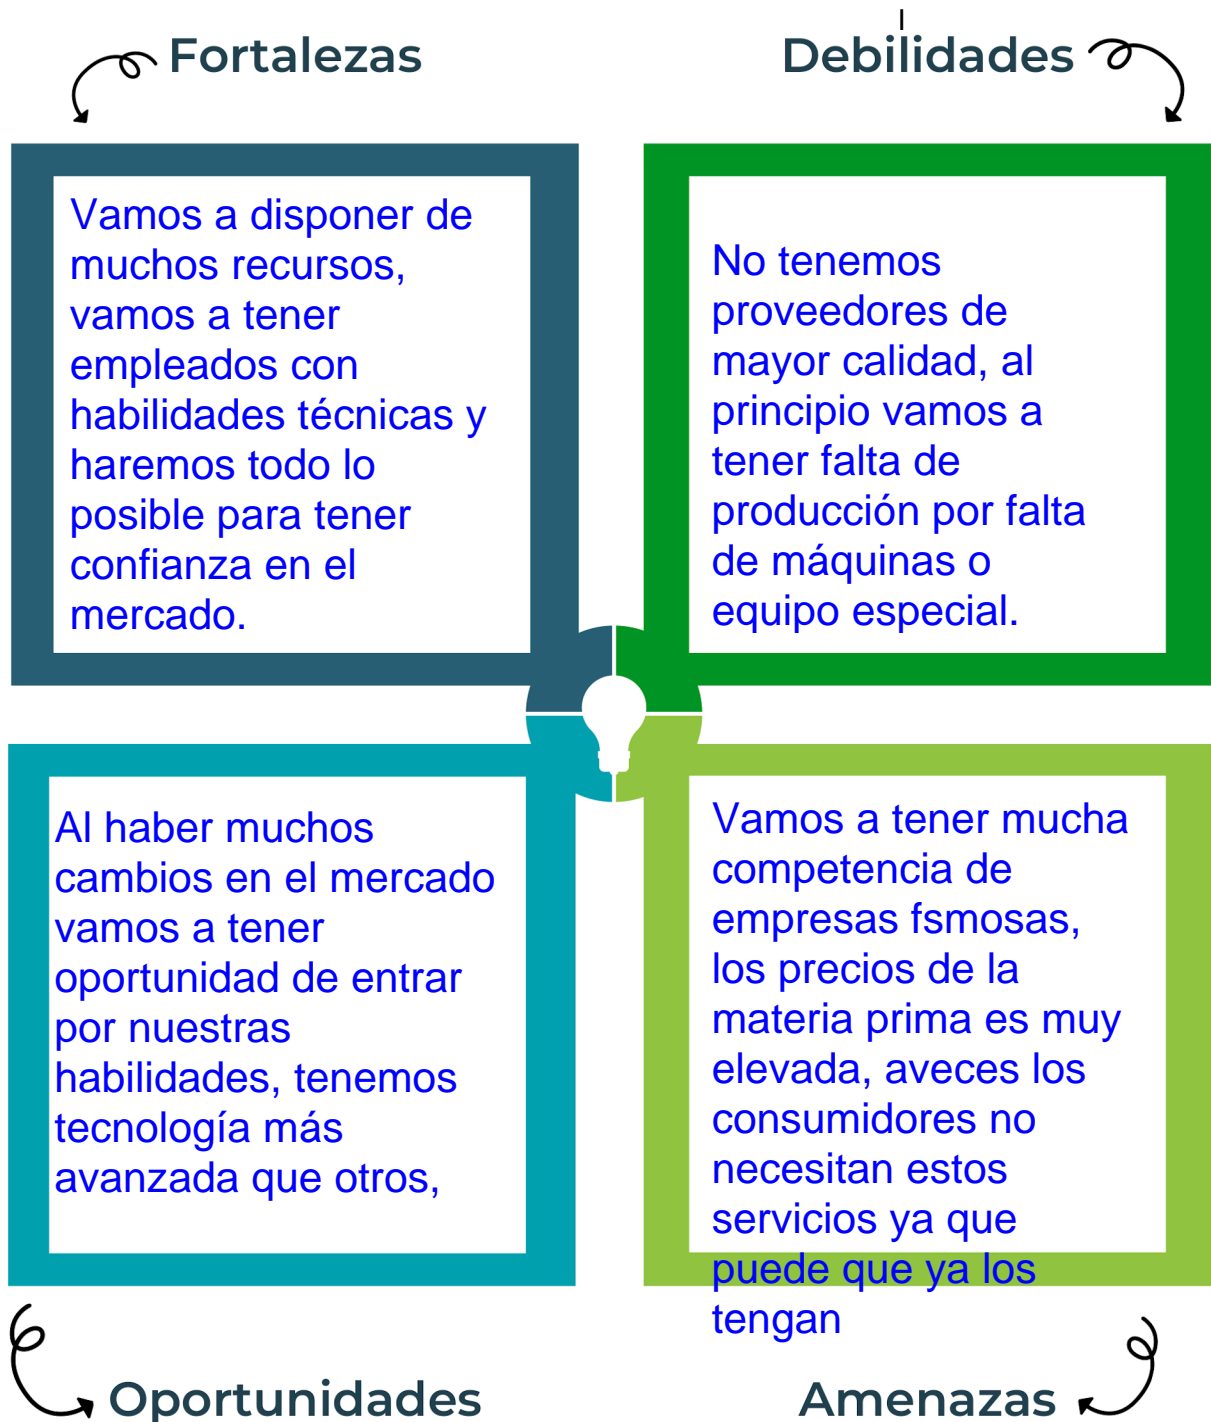 Fortalezas
Vamos a disponer de
muchos recursos,
vamos a tener
empleados con
habilidades técnicas y
haremos todo lo
posible para tener
confianza en el
mercado.
Debilidades
No tenemos
proveedores de
mayor calidad, al
principio vamos a
tener falta de
producción por falta
de máquinas o
equipo especial.
Al haber muchos
cambios en el mercado
vamos a tener
oportunidad de entrar
por nuestras
habilidades, tenemos
tecnología más
avanzada que otros,
Oportunidades
Vamos a tener mucha
competencia de
empresas fsmosas,
los precios de la
materia prima es muy
elevada, aveces los
consumidores no
necesitan estos
servicios ya que
puede que ya los
tengan
Amenazas